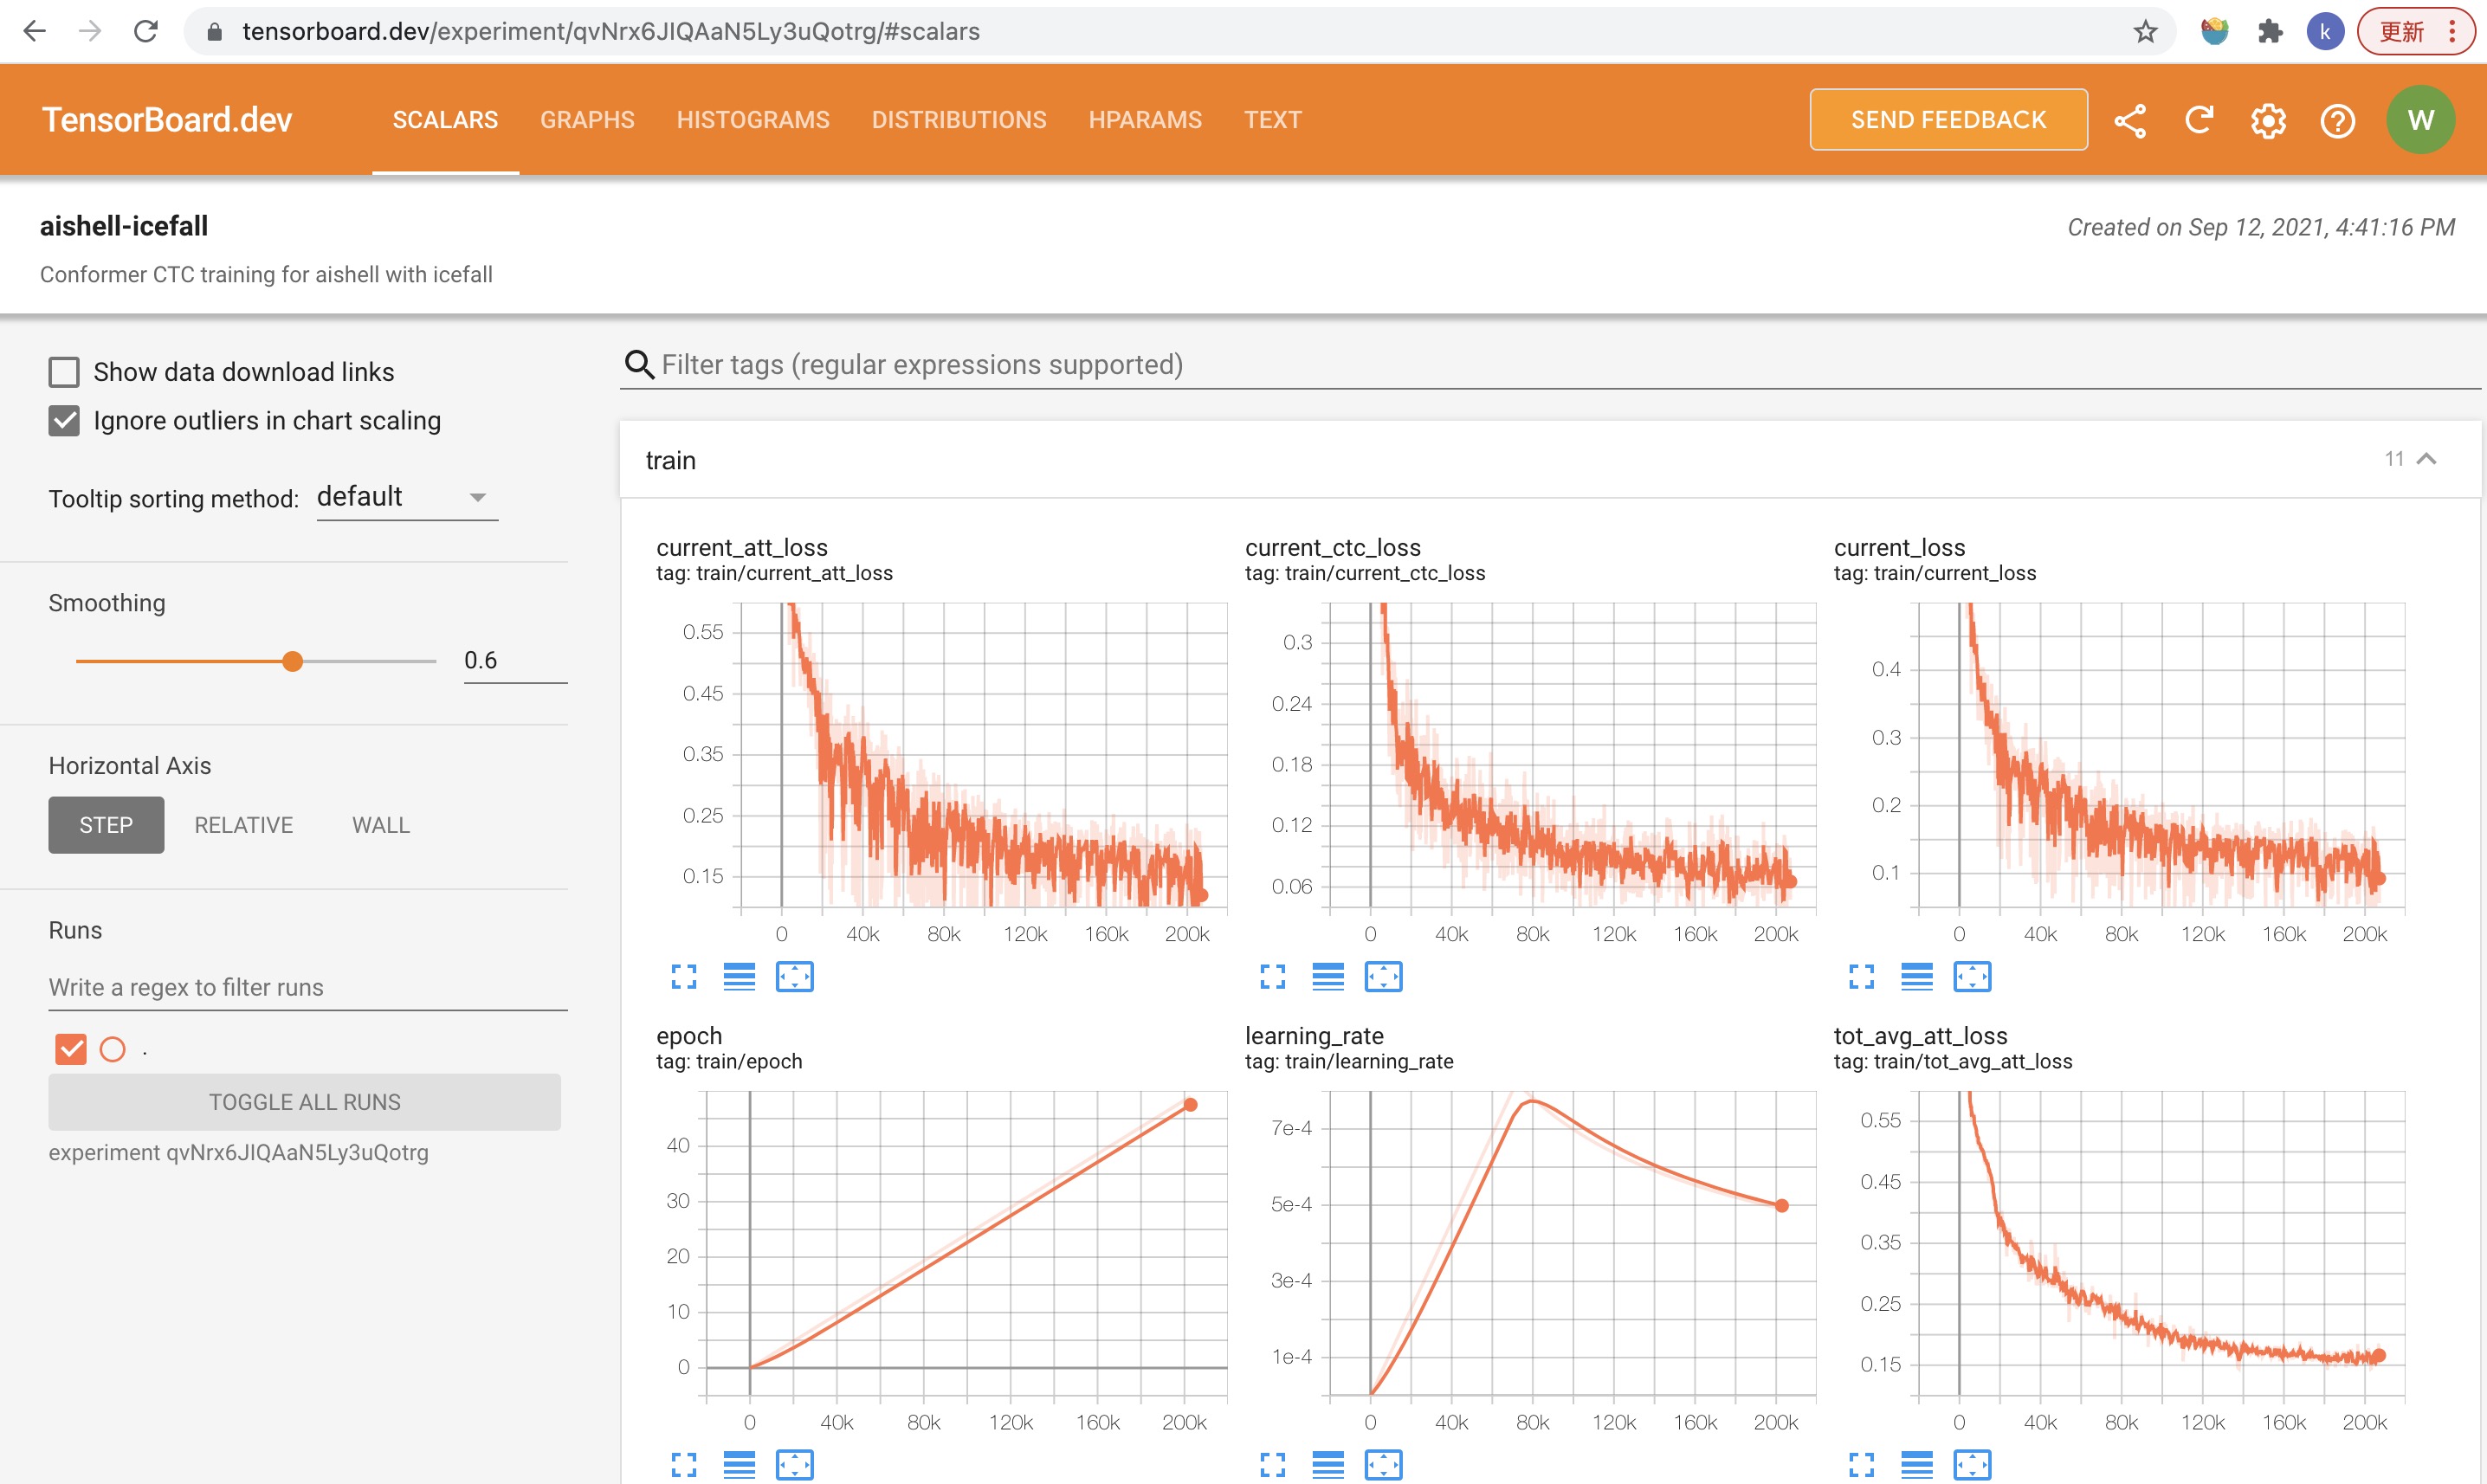 tensorboard.dev/experiment/qvNrx6JIQAaN5Ly3uQotrg/#scalars
k
更新
TensorBoard.dev
SCALARS
GRAPHS
HISTOGRAMS
DISTRIBUTIONS
HPARAMS
TEXT
SEND FEEDBACK
W
aishell-icefall
Created on Sep 12, 2021, 4:41:16 PM
Conformer CTC training for aishell with icefall
Show data download links
Ignore outliers in chart scaling
Tooltip sorting method: default
Smoothing
0.6
Horizontal Axis
STEP
RELATIVE
WALL
Runs
Write a regex to filter runs
.
TOGGLE ALL RUNS
experiment qvNrx6JIQAaN5Ly3uQotrg
Filter tags (regular expressions supported)
train
11
current_att_loss
tag: train/current_att_loss
0.55
0.45
0.35
0.25
0.15
0 40k 80k 120k 160k 200k
current_ctc_loss
tag: train/current_ctc_loss
0.3
0.24
0.18
0.12
0.06
0 40k 80k 120k 160k 200k
current_loss
tag: train/current_loss
0.4
0.3
0.2
0.1
0 40k 80k 120k 160k 200k
epoch
tag: train/epoch
40
30
20
10
0
0 40k 80k 120k 160k 200k
learning_rate
tag: train/learning_rate
7e-4
5e-4
3e-4
1e-4
0 40k 80k 120k 160k 200k
tot_avg_att_loss
tag: train/tot_avg_att_loss
0.55
0.45
0.35
0.25
0.15
0 40k 80k 120k 160k 200k